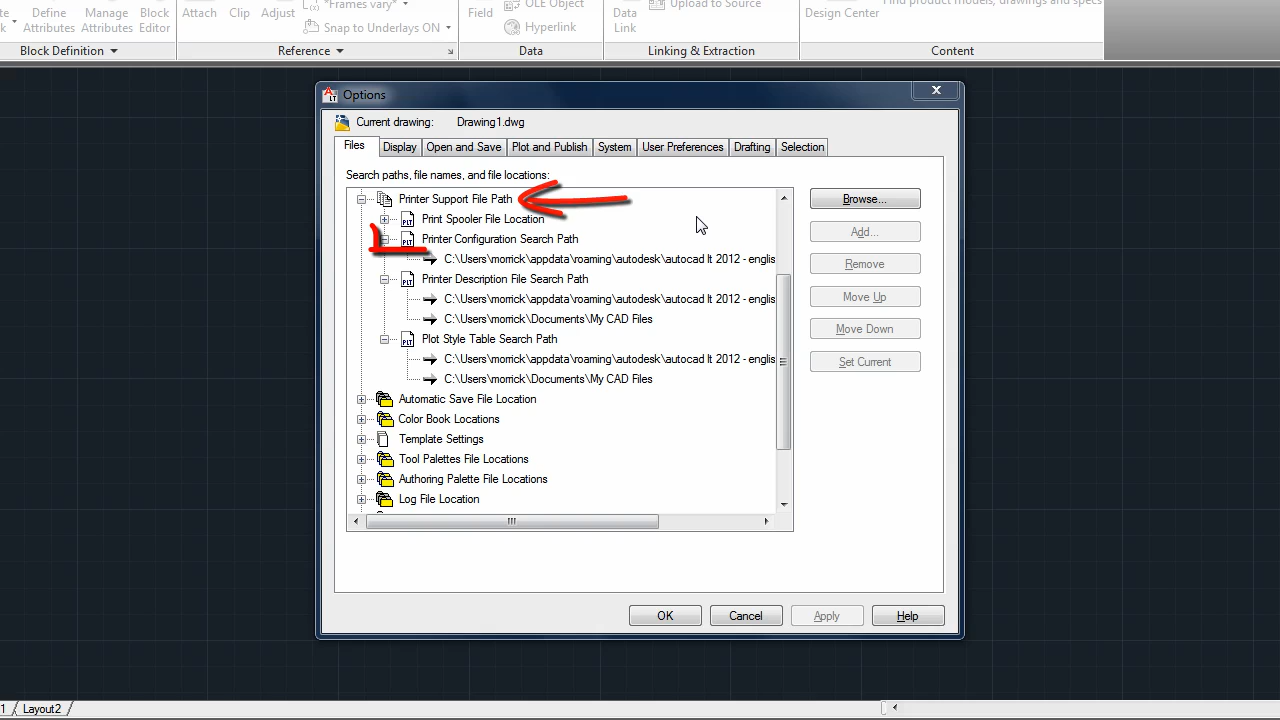 Define
Attributes
Manage
Attributes
Block
Editor
Attach
Clip
Adjust
*Frames vary*
Snap to Underlays ON
Field
OLE Object
Hyperlink
Data
Link
Upload to Source
Design Center
Find product models, drawings and specs
Block Definition
Reference
Data
Linking & Extraction
Content
Options
Current drawing: Drawing1.dwg
Files Display Open and Save Plot and Publish System User Preferences Drafting Selection
Search paths, file names, and file locations:
Printer Support File Path
Print Spooler File Location
Printer Configuration Search Path
C:\Users\morrick\appdata\roaming\autodesk\autocad lt 2012 - englis
Printer Description File Search Path
C:\Users\morrick\appdata\roaming\autodesk\autocad lt 2012 - englis
C:\Users\morrick\Documents\My CAD Files
Plot Style Table Search Path
C:\Users\morrick\appdata\roaming\autodesk\autocad lt 2012 - englis
C:\Users\morrick\Documents\My CAD Files
Automatic Save File Location
Color Book Locations
Template Settings
Tool Palettes File Locations
Authoring Palette File Locations
Log File Location
Browse...
Add...
Remove
Move Up
Move Down
Set Current
OK Cancel Apply Help
1 Layout2